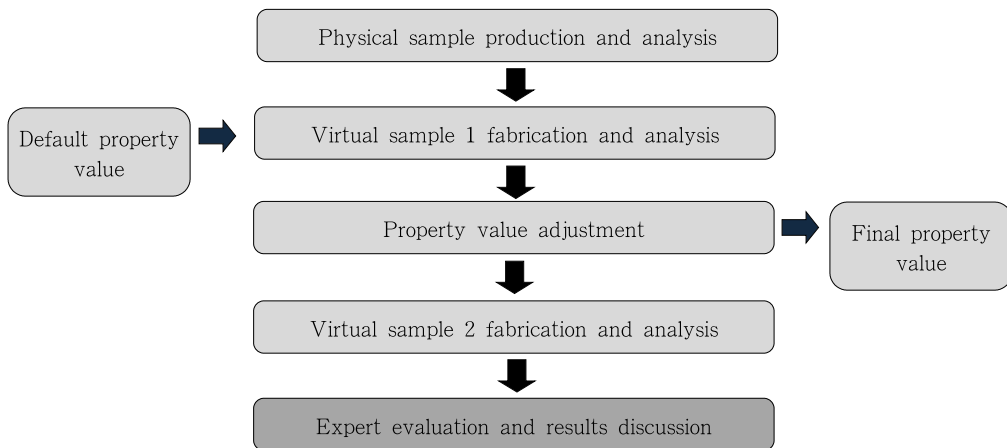 Physical sample production and analysis
Default property
value
Virtual sample 1 fabrication and analysis
Property value adjustment
Final property
value
Virtual sample 2 fabrication and analysis
Expert evaluation and results discussion